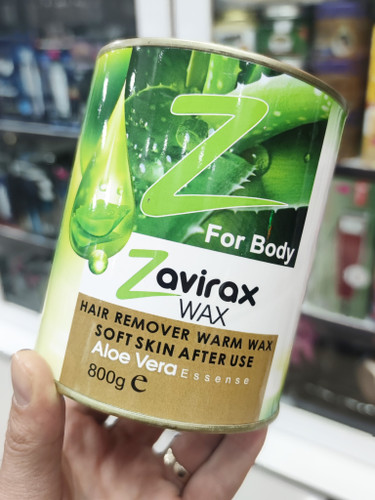 Z
For Body
Zavirax
WAX
HAIR REMOVER WARM WAX
SOFT SKIN AFTER USE
Aloe Vera Essense
800g e